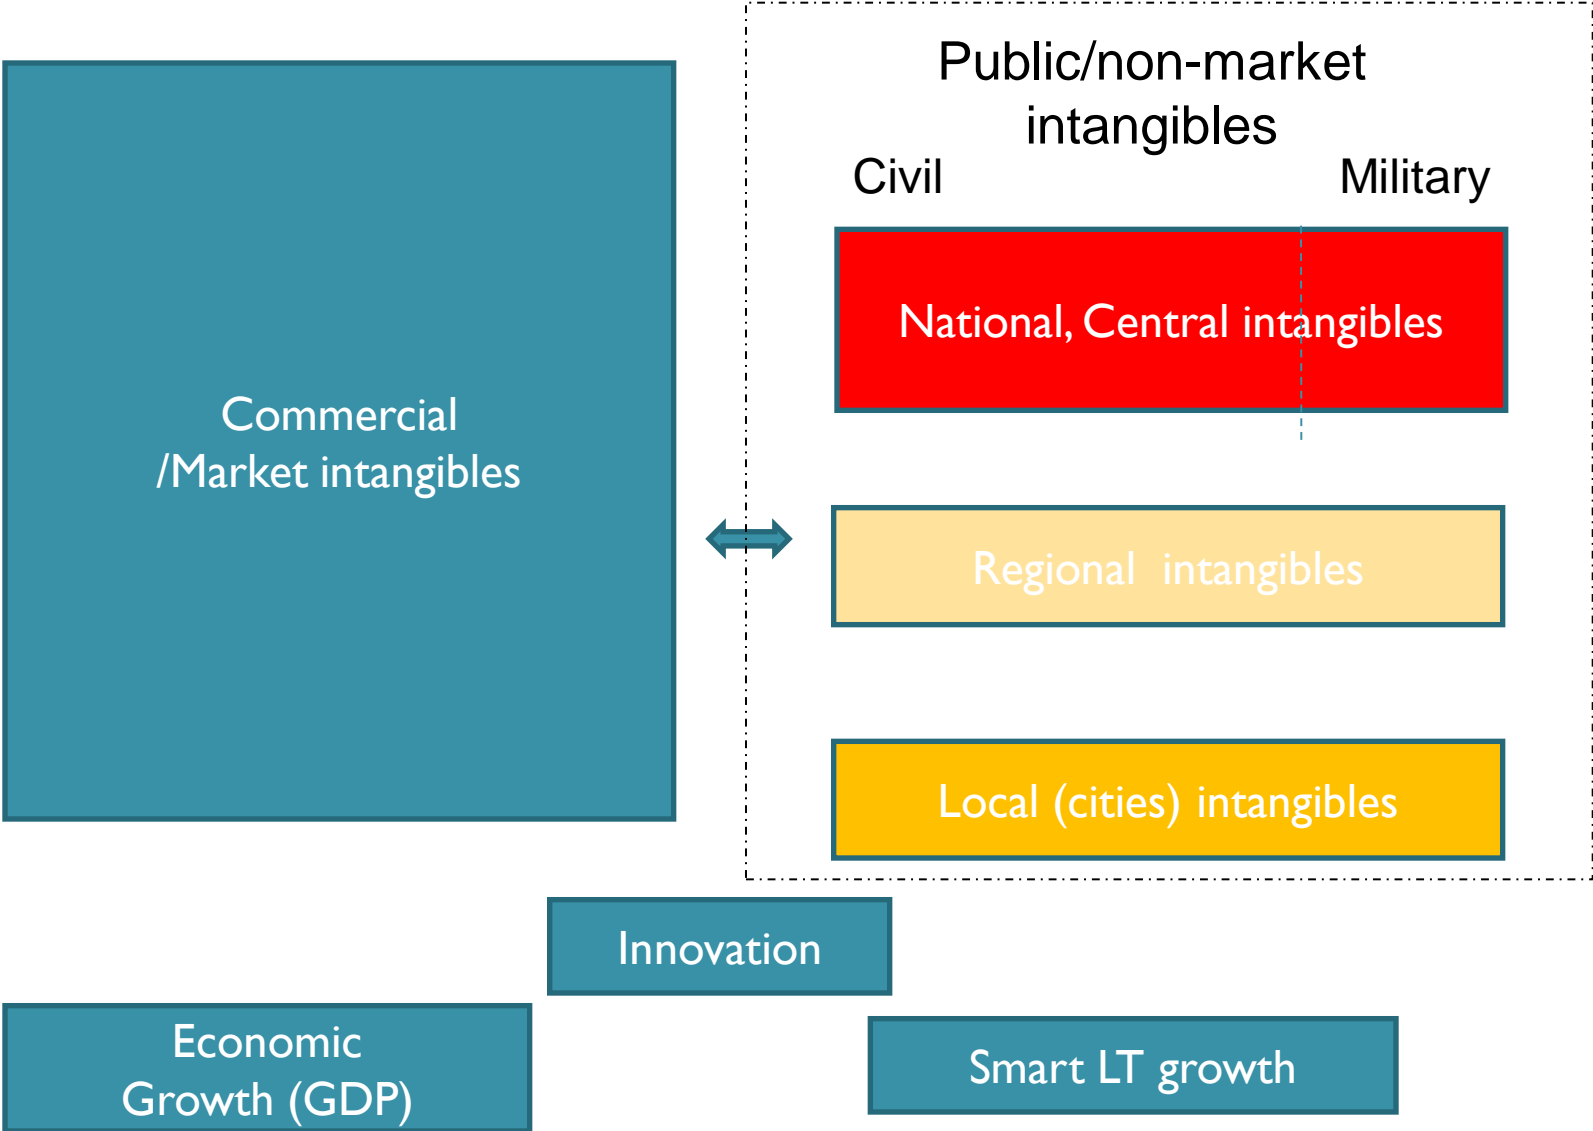 Public/non-market
intangibles
Civil
Military
Commercial
/Market intangibles
National, Central intangibles
Regional  intangibles
Local (cities) intangibles
Innovation
Economic
Growth (GDP)
Smart LT growth